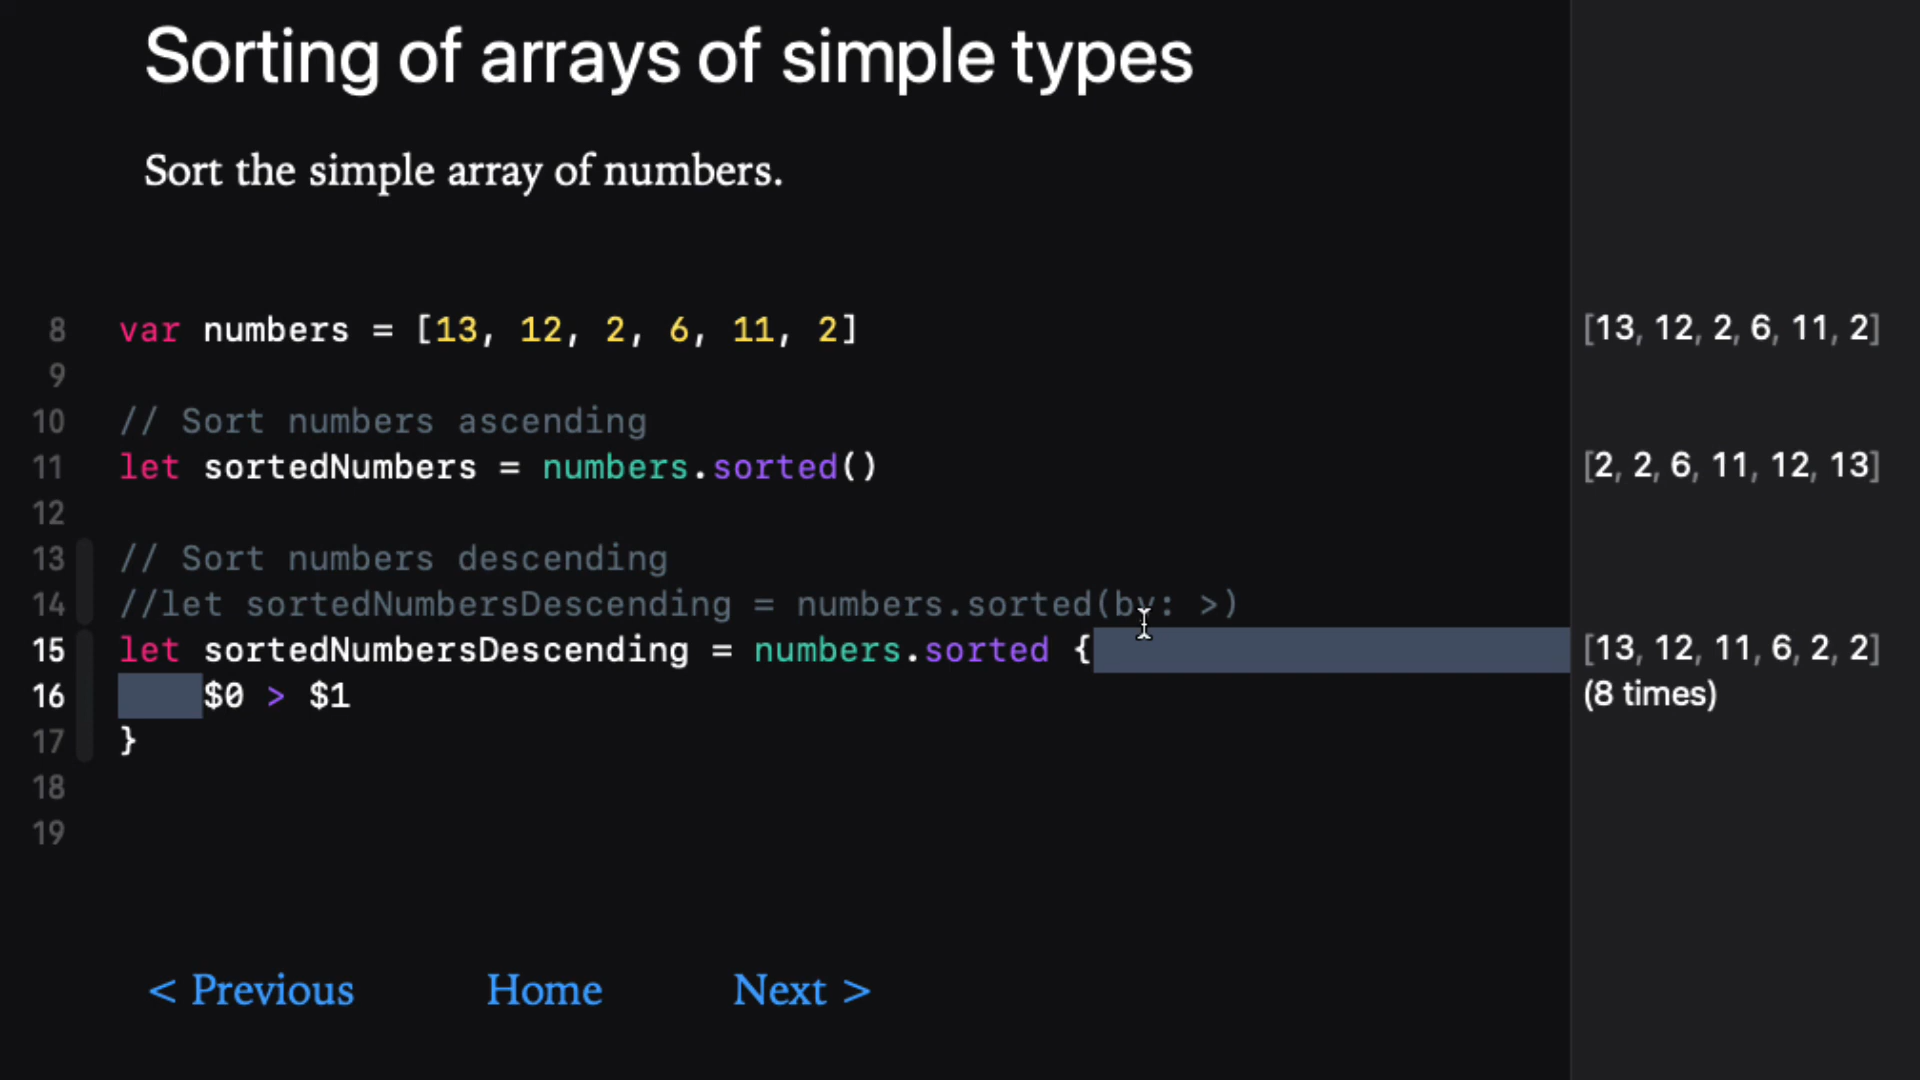 Sorting of arrays of simple types
Sort the simple array of numbers.
8 var numbers = [13, 12, 2, 6, 11, 2] [13, 12, 2, 6, 11, 2]
9
10 // Sort numbers ascending
11 let sortedNumbers = numbers.sorted() [2, 2, 6, 11, 12, 13]
12
13 // Sort numbers descending
14 //let sortedNumbersDescending = numbers.sorted(by: >)
15 let sortedNumbersDescending = numbers.sorted { [13, 12, 11, 6, 2, 2]
16 $0 > $1 (8 times)
17 }
18
19
< Previous Home Next >